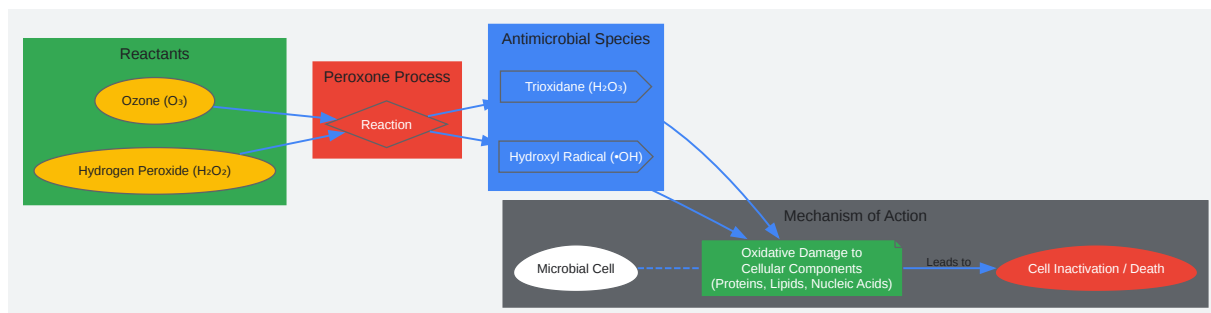 Reactants
Ozone (O₃)
Hydrogen Peroxide (H₂O₂)
Peroxone Process
Reaction
Antimicrobial Species
Trioxidane (H₂O₃)
Hydroxyl Radical (•OH)
Mechanism of Action
Microbial Cell
Oxidative Damage to
Cellular Components
(Proteins, Lipids, Nucleic Acids)
Leads to
Cell Inactivation / Death